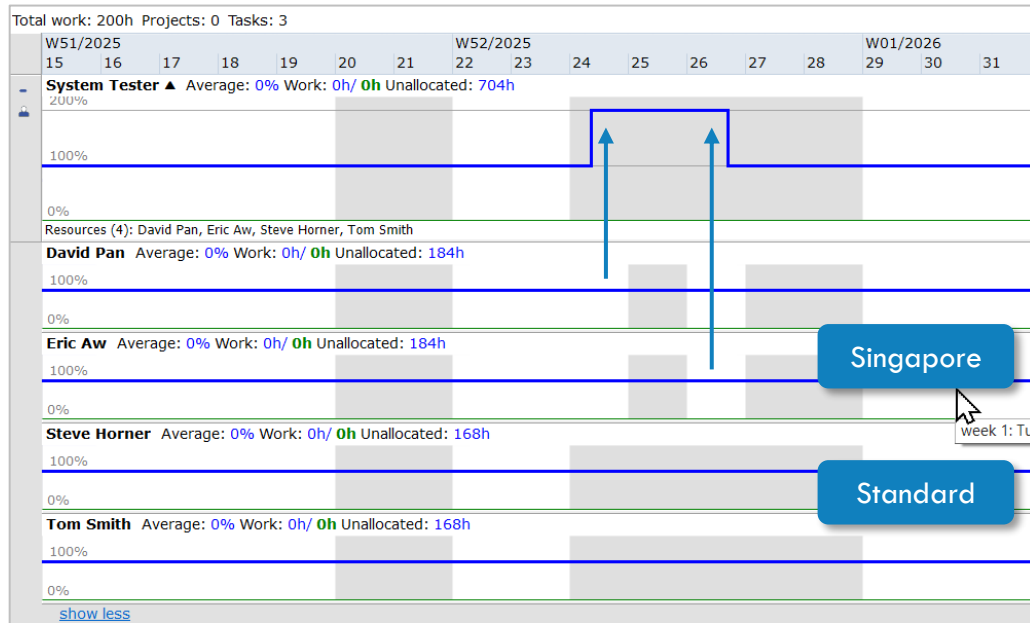 Total work: 200h Projects: 0 Tasks: 3
W51/2025 W52/2025 W01/2026
15 16 17 18 19 20 21 22 23 24 25 26 27 28 29 30 31
System Tester ▲ Average: 0% Work: 0h/ 0h Unallocated: 704h
200%
100%
0%
Resources (4): David Pan, Eric Aw, Steve Horner, Tom Smith
David Pan Average: 0% Work: 0h/ 0h Unallocated: 184h
100%
0%
Eric Aw Average: 0% Work: 0h/ 0h Unallocated: 184h
Singapore
100%
0%
Steve Horner Average: 0% Work: 0h/ 0h Unallocated: 168h
week 1: Tu
100%
Standard
0%
Tom Smith Average: 0% Work: 0h/ 0h Unallocated: 168h
100%
0%
show less